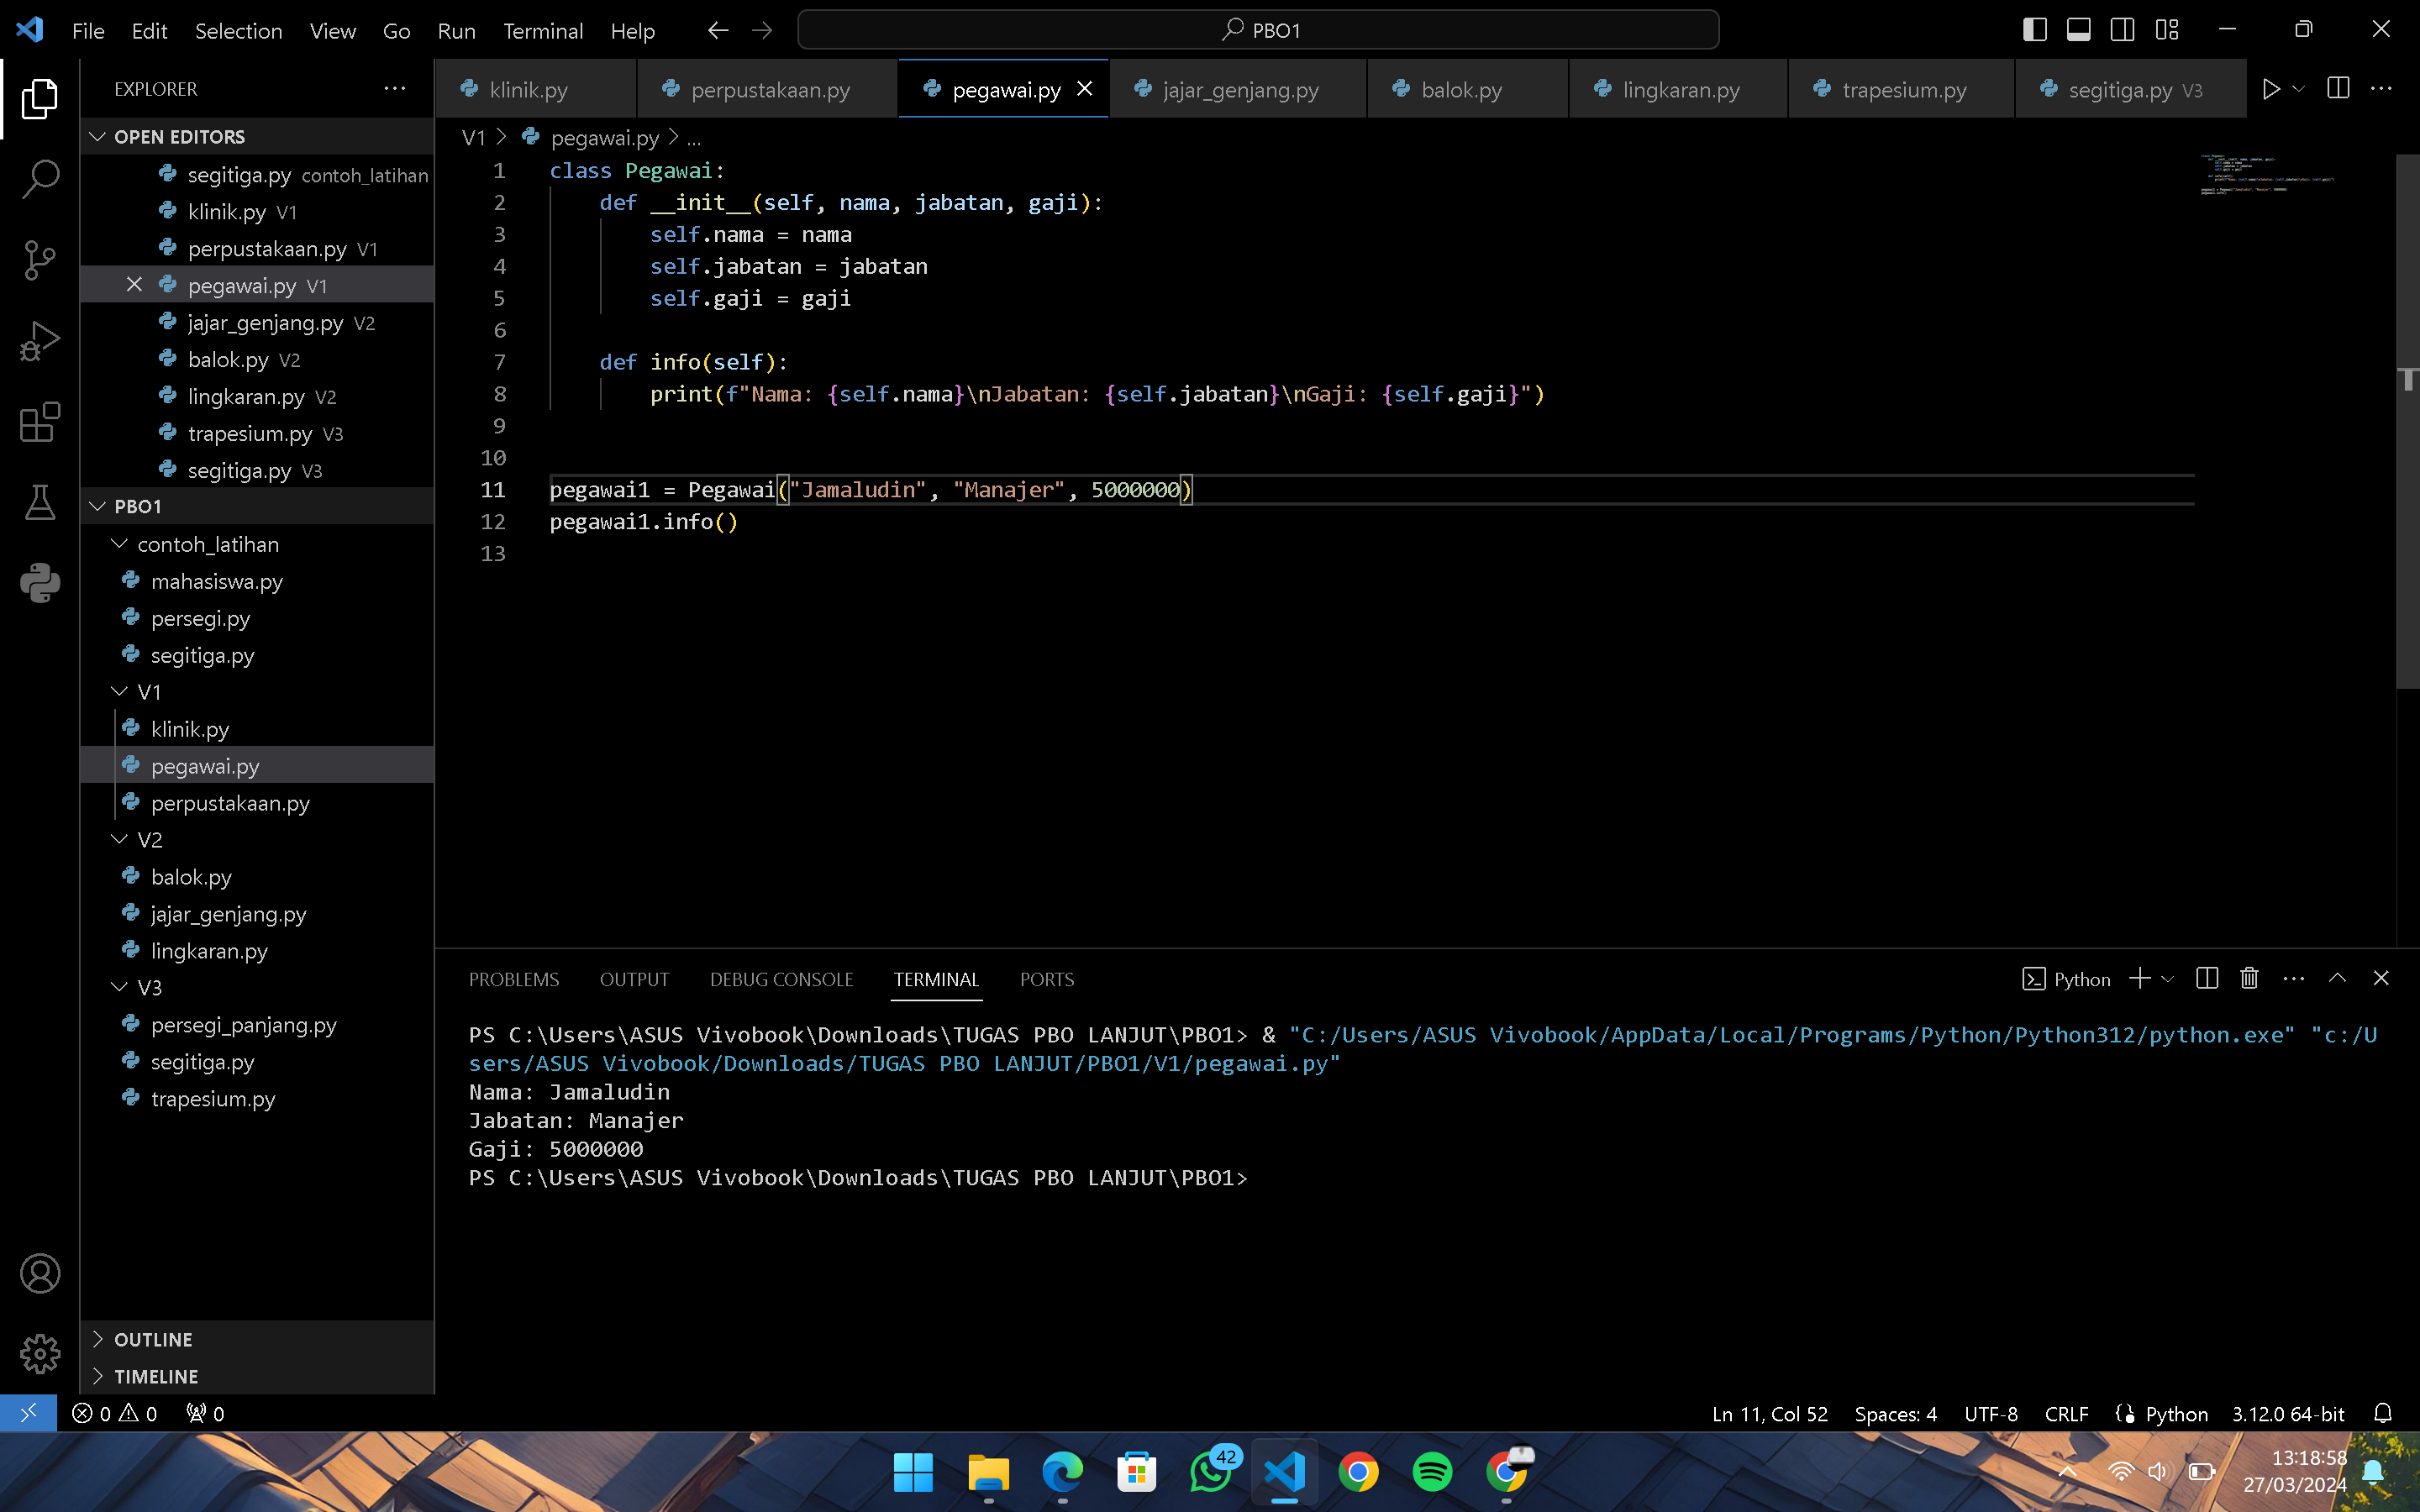 File Edit Selection View Go Run Terminal Help PBO1
EXPLORER
klinik.py perpustakaan.py pegawai.py jajar_genjang.py balok.py lingkaran.py trapesium.py segitiga.py V3
OPEN EDITORS
segitiga.py contoh_latihan
klinik.py V1
perpustakaan.py V1
pegawai.py V1
jajar_genjang.py V2
balok.py V2
lingkaran.py V2
trapesium.py V3
segitiga.py V3
PBO1
contoh_latihan
mahasiswa.py
persegi.py
segitiga.py
V1
klinik.py
pegawai.py
perpustakaan.py
V2
balok.py
jajar_genjang.py
lingkaran.py
V3
persegi_panjang.py
segitiga.py
trapesium.py
OUTLINE
TIMELINE
V1 > pegawai.py > ...
1 class Pegawai:
2 def __init__(self, nama, jabatan, gaji):
3 self.nama = nama
4 self.jabatan = jabatan
5 self.gaji = gaji
6
7 def info(self):
8 print(f"Nama: {self.nama}\nJabatan: {self.jabatan}\nGaji: {self.gaji}")
9
10
11 pegawai1 = Pegawai("Jamaludin", "Manajer", 5000000)
12 pegawai1.info()
13
PROBLEMS OUTPUT DEBUG CONSOLE TERMINAL PORTS Python
PS C:\Users\ASUS Vivobook\Downloads\TUGAS PBO LANJUT\PBO1> & "C:/Users/ASUS Vivobook/AppData/Local/Programs/Python/Python312/python.exe" "c:/U
sers/ASUS Vivobook/Downloads/TUGAS PBO LANJUT/PBO1/V1/pegawai.py"
Nama: Jamaludin
Jabatan: Manajer
Gaji: 5000000
PS C:\Users\ASUS Vivobook\Downloads\TUGAS PBO LANJUT\PBO1>
0 0 0 Ln 11, Col 52 Spaces: 4 UTF-8 CRLF Python 3.12.0 64-bit
42
13:18:58
27/03/2024